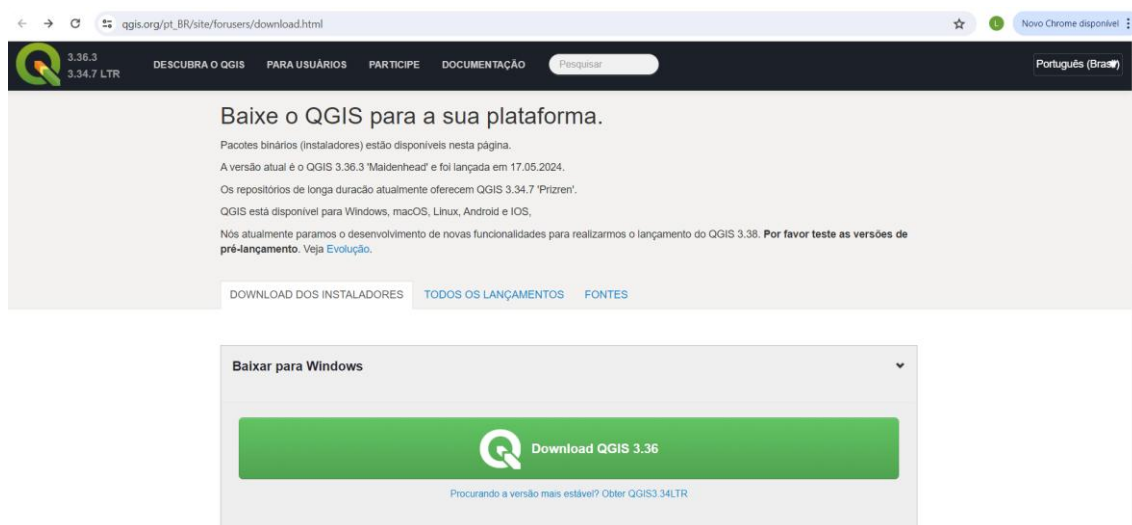 qgis.org/pt_BR/site/forusers/download.html
L
Novo Chrome disponível
3.36.3
3.34.7 LTR
DESCUBRA O QGIS PARA USUÁRIOS PARTICIPE DOCUMENTAÇÃO Pesquisar Português (Brasil)
Baixe o QGIS para a sua plataforma.
Pacotes binários (instaladores) estão disponíveis nesta página.
A versão atual é o QGIS 3.36.3 'Maidenhead' e foi lançada em 17.05.2024.
Os repositórios de longa duracão atualmente oferecem QGIS 3.34.7 'Prizren'.
QGIS está disponível para Windows, macOS, Linux, Android e IOS,
Nós atualmente paramos o desenvolvimento de novas funcionalidades para realizarmos o lançamento do QGIS 3.38. Por favor teste as versões de
pré-lançamento. Veja Evolução.
DOWNLOAD DOS INSTALADORES TODOS OS LANÇAMENTOS FONTES
Baixar para Windows
Download QGIS 3.36
Procurando a versão mais estável? Obter QGIS3.34LTR